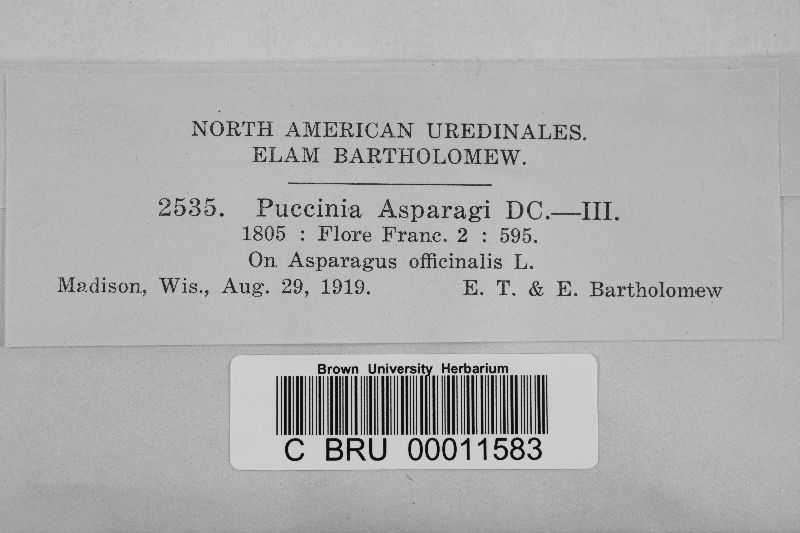 NORTH AMERICAN UREDINALES.
ELAM BARTHOLOMEW.
2535. Puccinia Asparagi DC.—III.
1805 : Flore Franc. 2 : 595.
On Asparagus officinalis L.
Madison, Wis., Aug. 29, 1919. E. T. & E. Bartholomew
Brown University Herbarium
C BRU 00011583